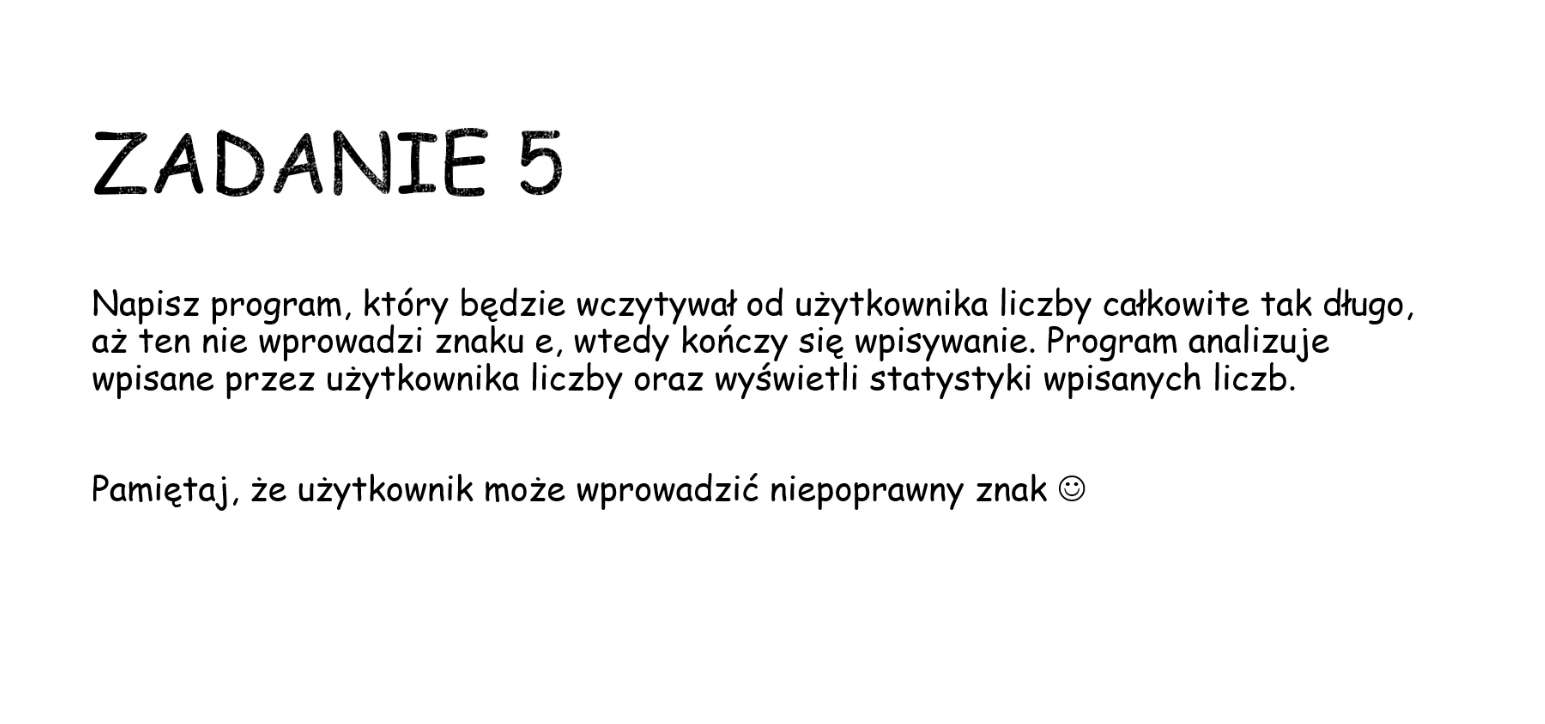 ZADANIE 5
Napisz program, który będzie wczytywał od użytkownika liczby całkowite tak długo,
aż ten nie wprowadzi znaku e, wtedy kończy się wpisywanie. Program analizuje
wpisane przez użytkownika liczby oraz wyświetli statystyki wpisanych liczb.
Pamiętaj, że użytkownik może wprowadzić niepoprawny znak ☺